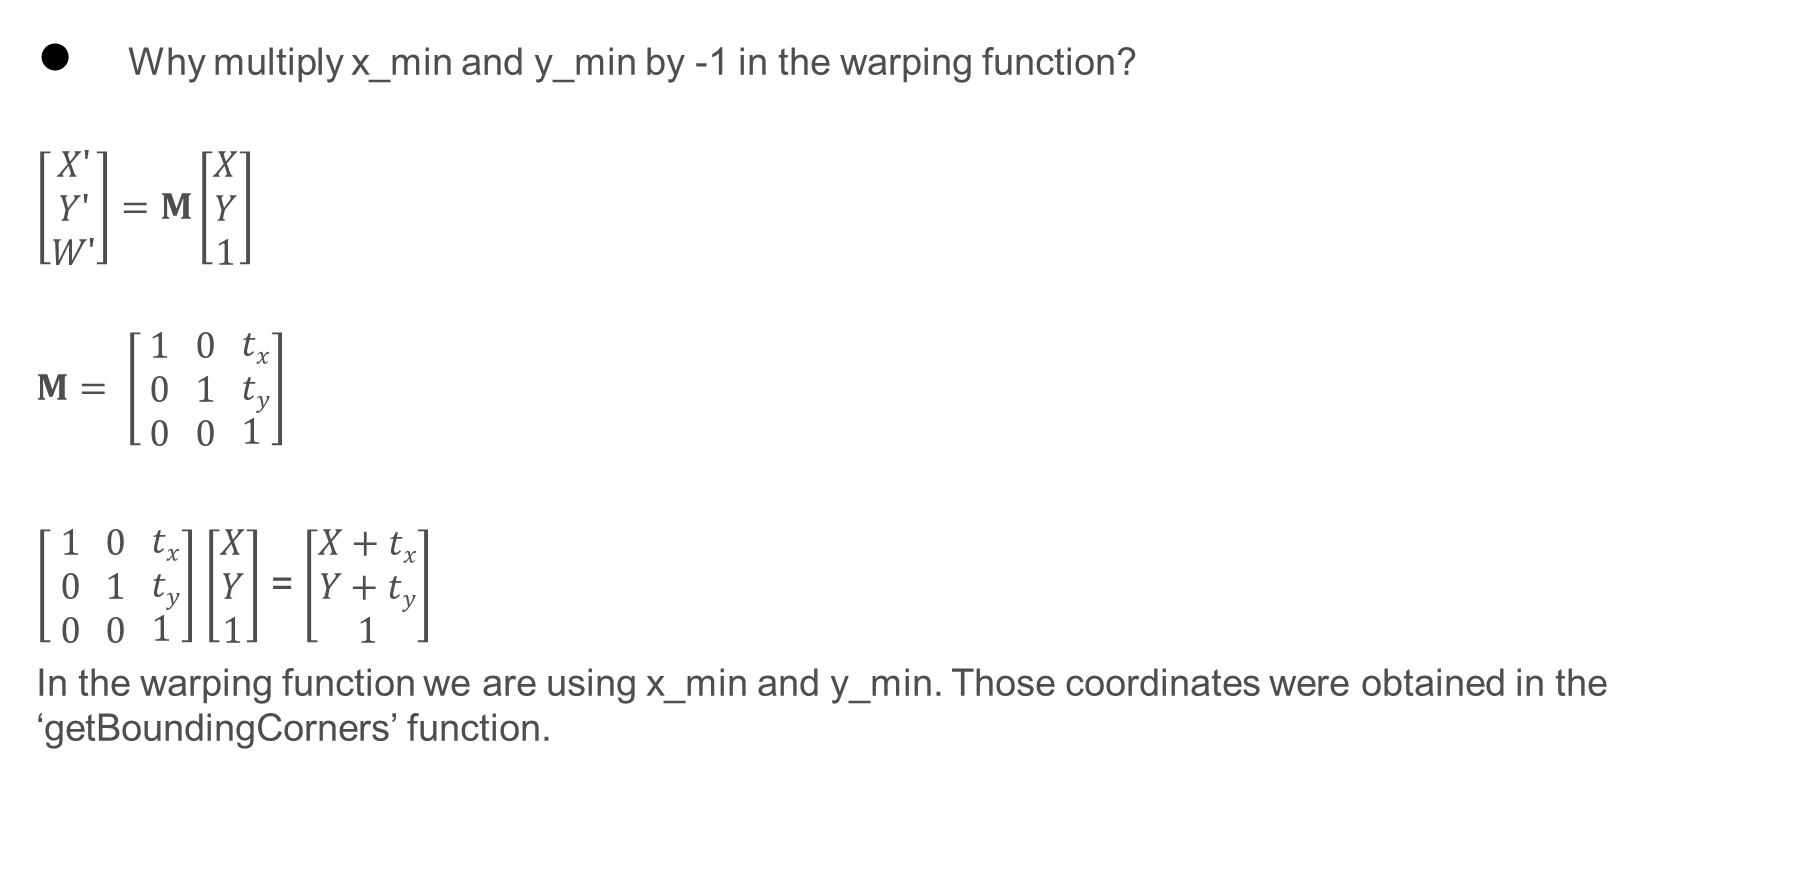 ● Why multiply x_min and y_min by -1 in the warping function?
[X' Y' W'] = M [X Y 1]
M = [1 0 t_x
0 1 t_y
0 0 1]
[1 0 t_x
0 1 t_y
0 0 1] [X Y 1] = [X + t_x
Y + t_y
1]
In the warping function we are using x_min and y_min. Those coordinates were obtained in the
‘getBoundingCorners’ function.